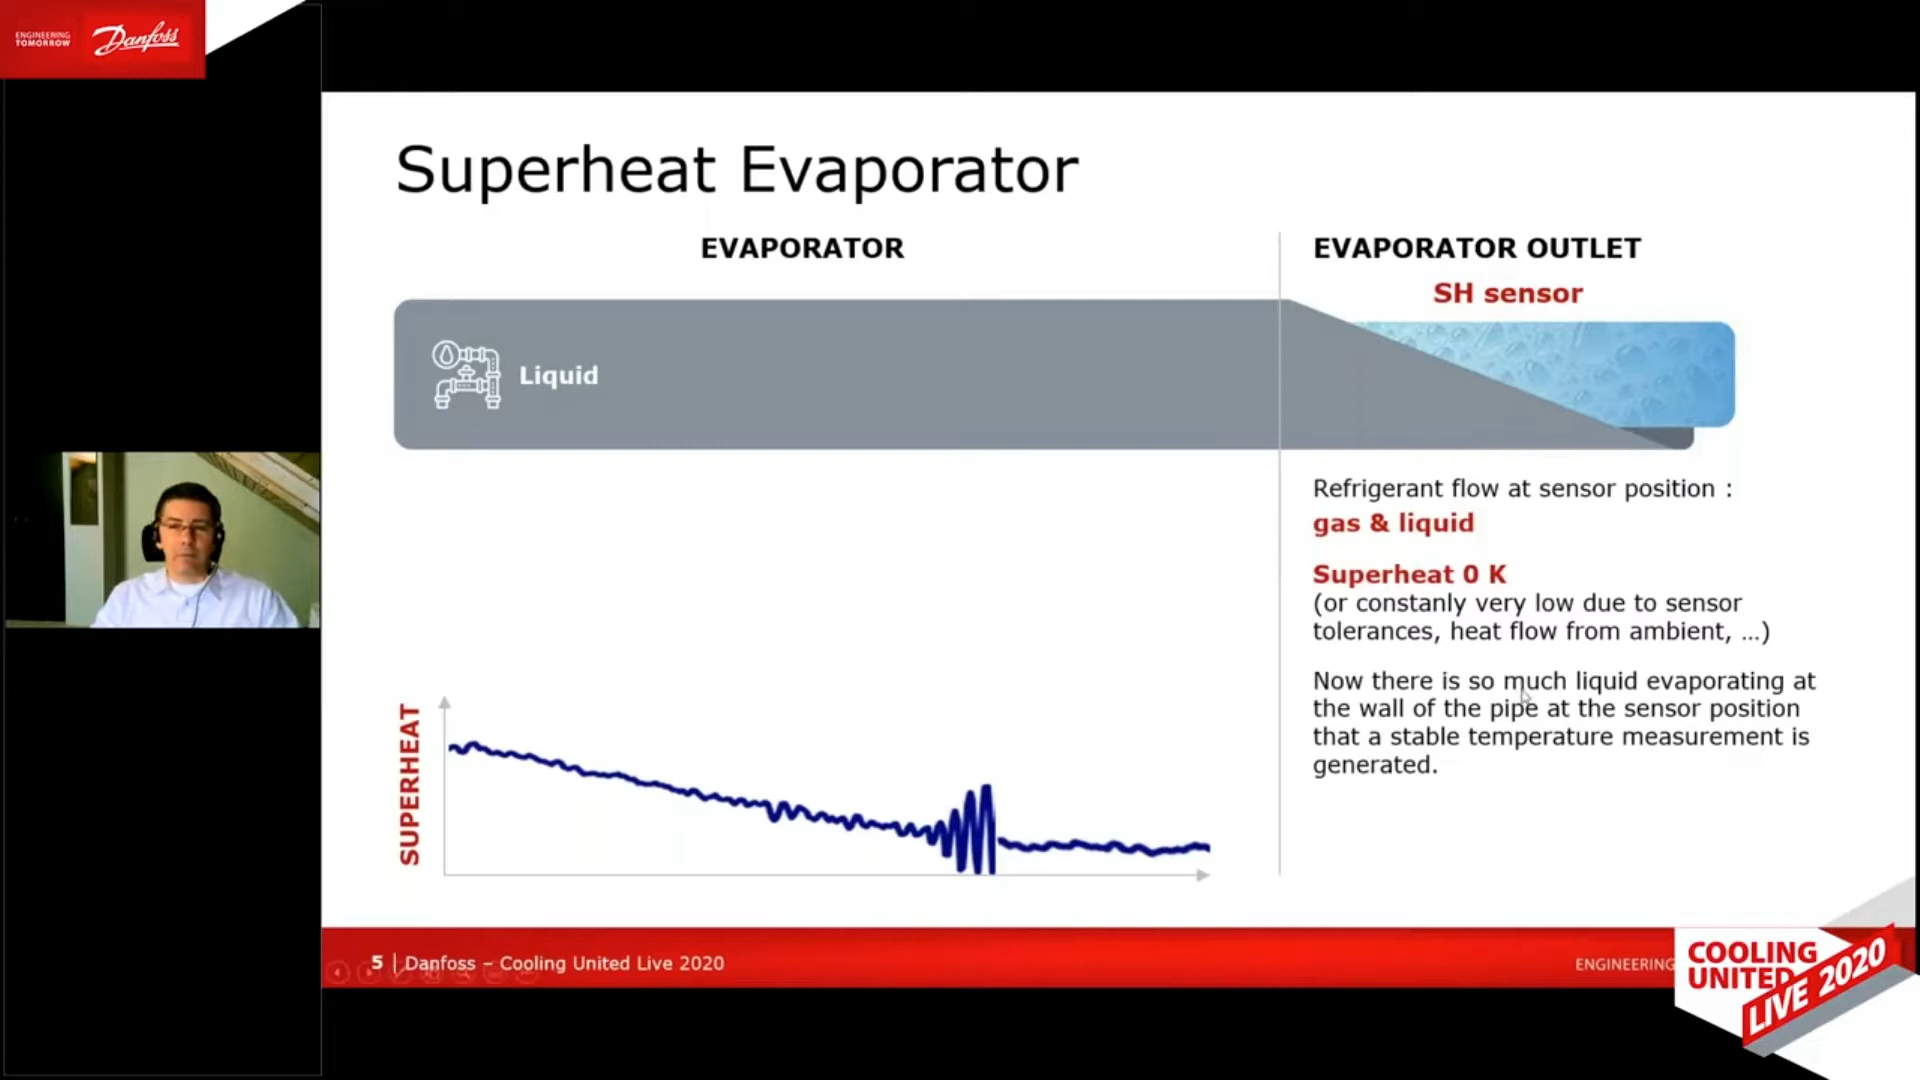 ENGINEERING
TOMORROW
Danfoss
Superheat Evaporator
EVAPORATOR
EVAPORATOR OUTLET
SH sensor
Liquid
Refrigerant flow at sensor position :
gas & liquid
Superheat 0 K
(or constanly very low due to sensor
tolerances, heat flow from ambient, ...)
Now there is so much liquid evaporating at
the wall of the pipe at the sensor position
that a stable temperature measurement is
generated.
SUPERHEAT
5 | Danfoss – Cooling United Live 2020
ENGINEERING
COOLING
UNITED
LIVE 2020